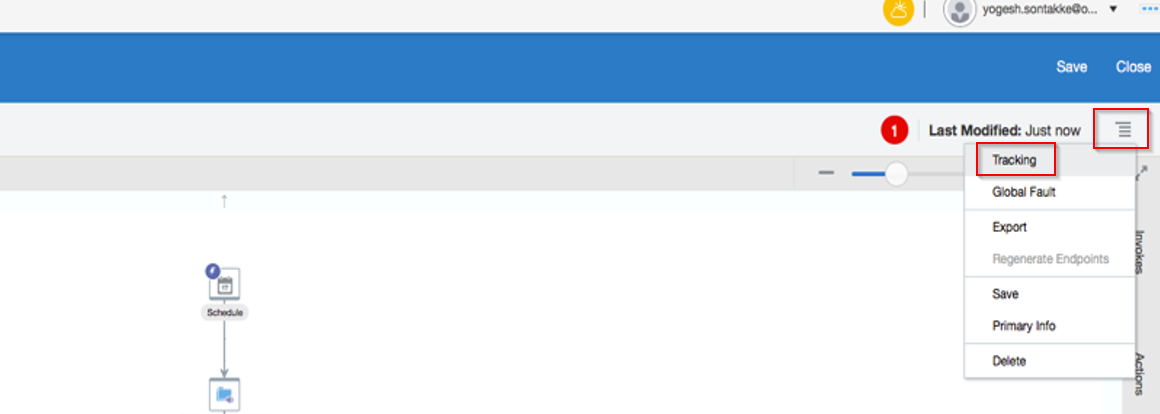 yogesh.sontakke@o...
Save Close
1 Last Modified: Just now
Tracking
Global Fault
Export
Regenerate Endpoints
Save
Primary Info
Delete
Invokes
Actions
Schedule